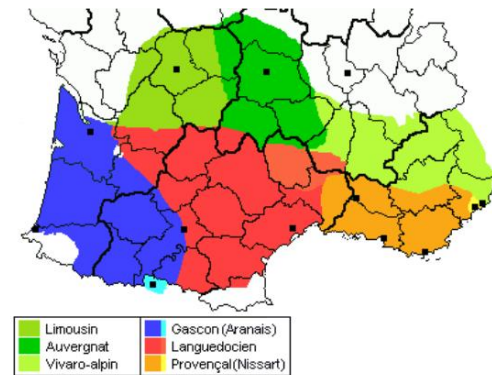 Limousin
Auvergnat
Vivaro-alpin
Gascon (Aranais)
Languedocien
Provençal (Nissart)